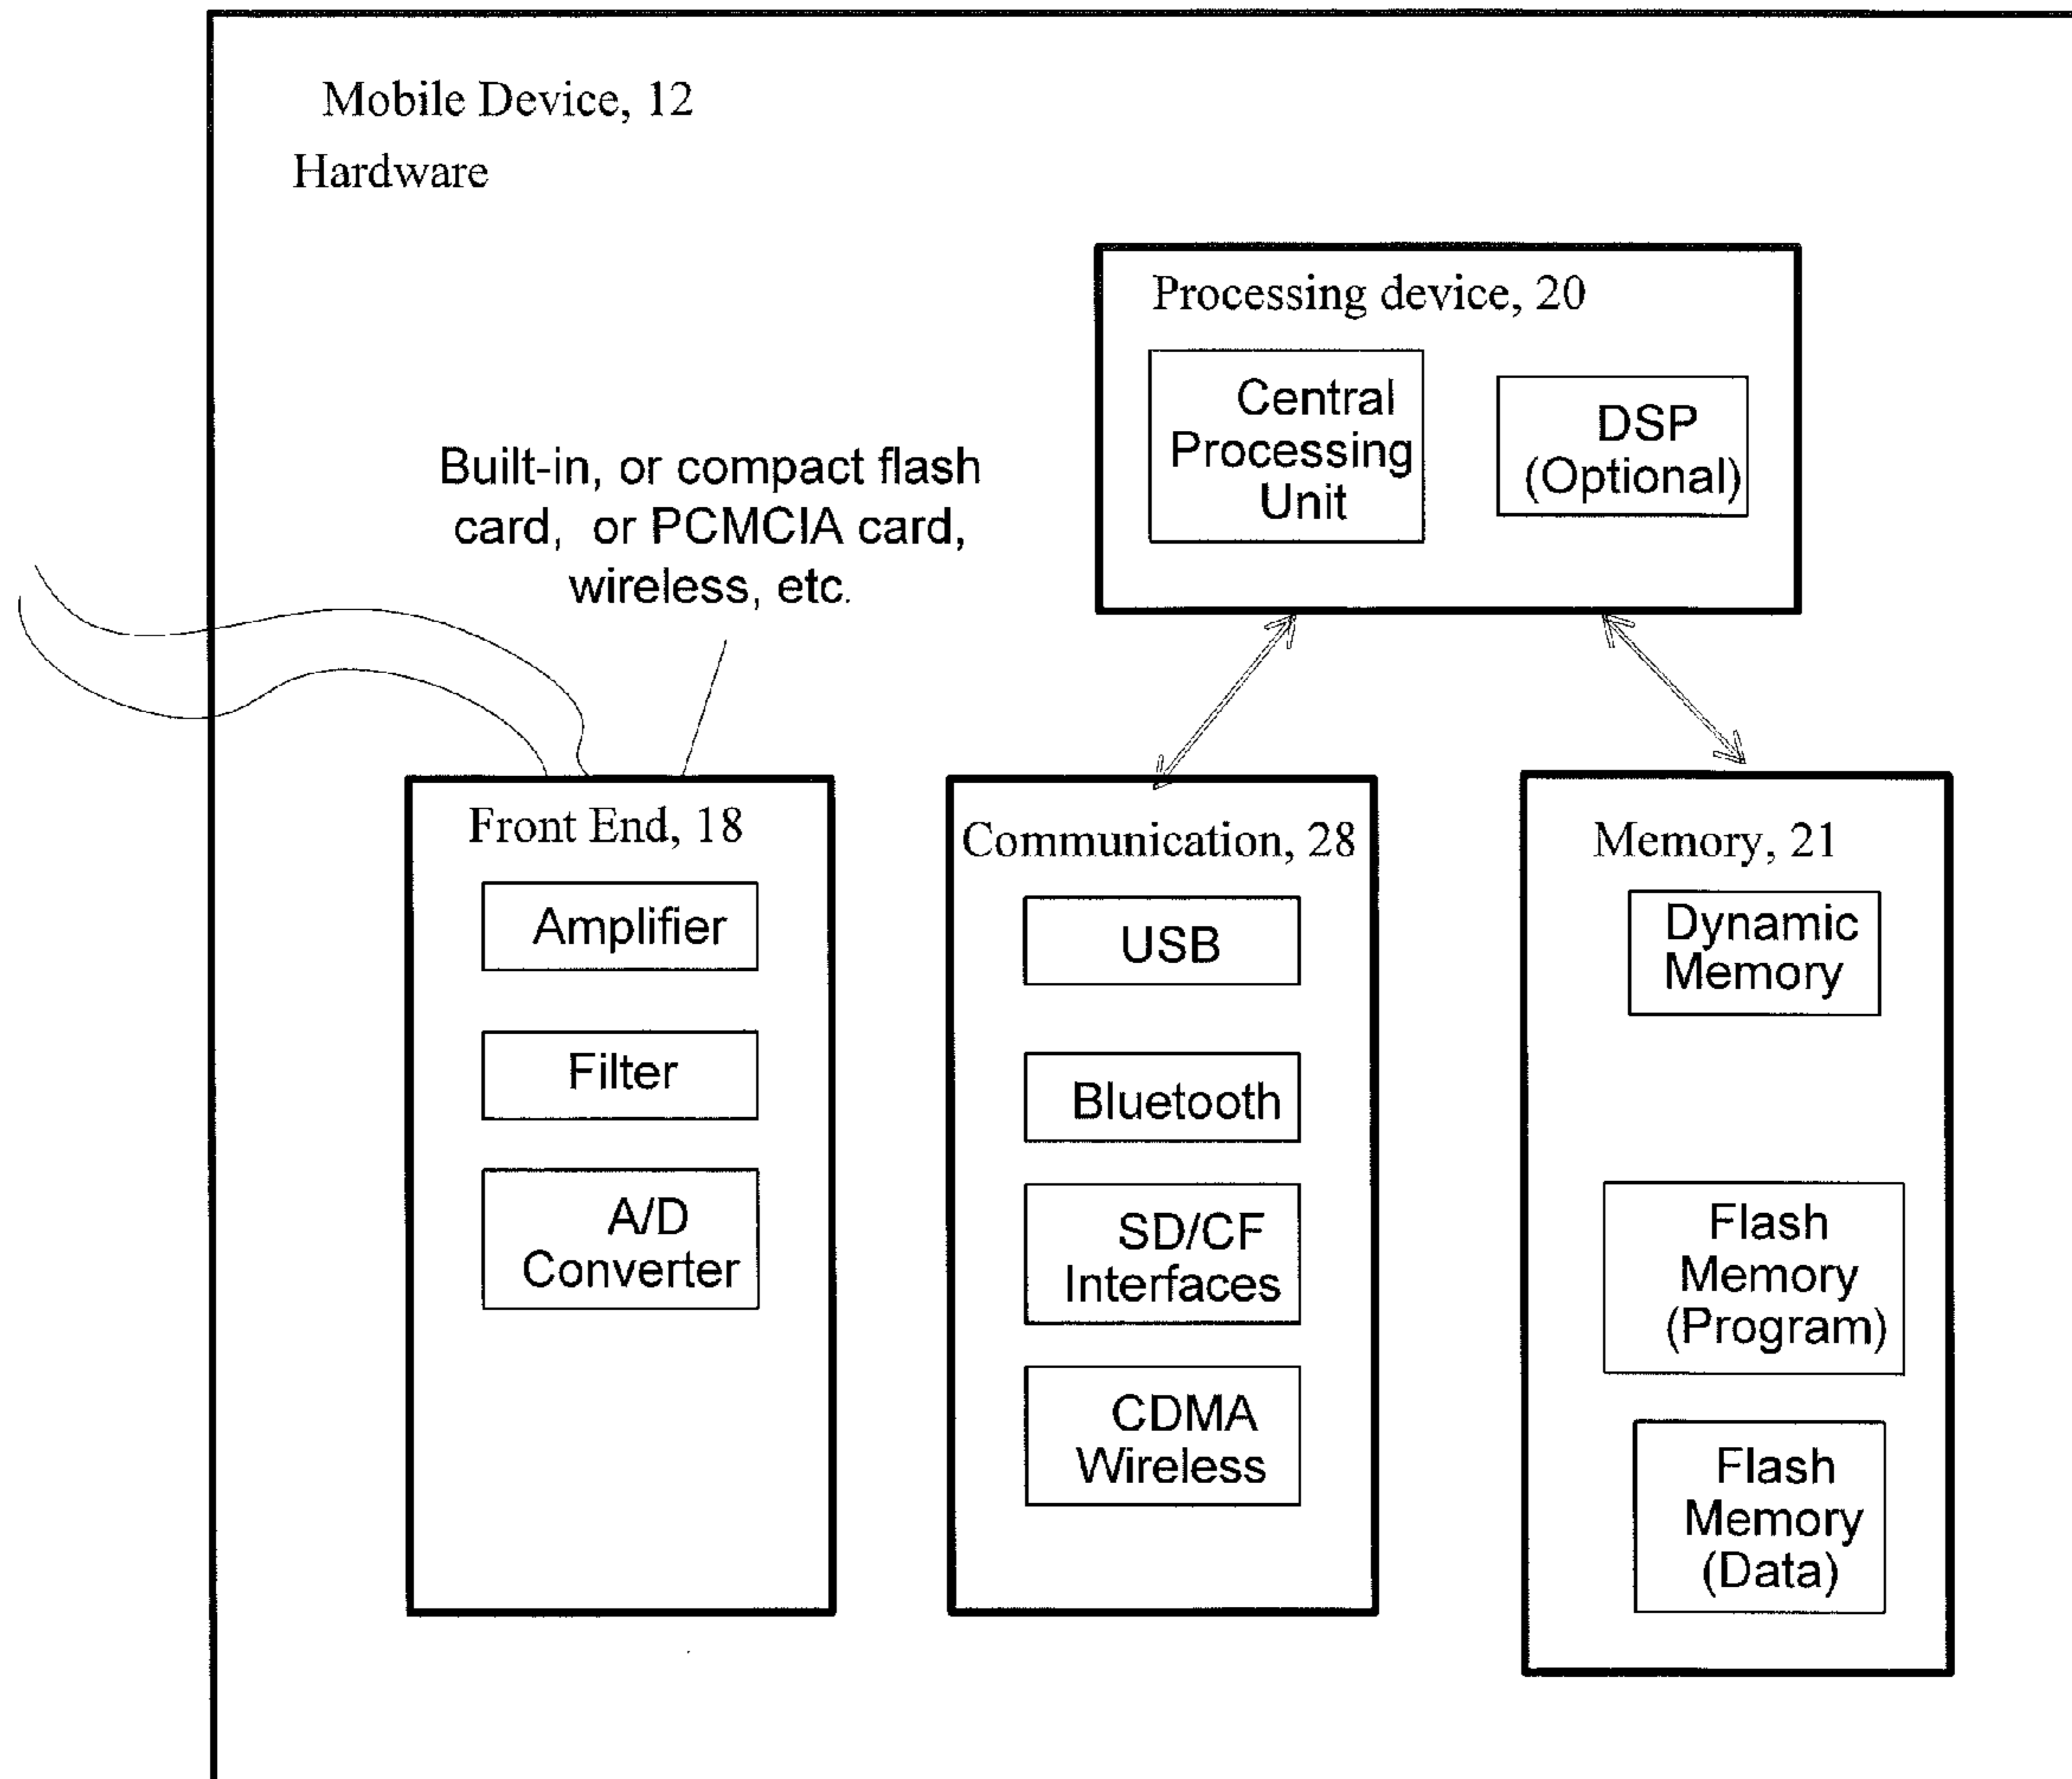 Mobile Device, 12
Hardware
Processing device, 20
Central
Processing
Unit
DSP
(Optional)
Built-in, or compact flash
card, or PCMCIA card,
wireless, etc.
Front End, 18
Amplifier
Filter
A/D
Converter
Communication, 28
USB
Bluetooth
SD/CF
Interfaces
CDMA
Wireless
Memory, 21
Dynamic
Memory
Flash
Memory
(Program)
Flash
Memory
(Data)